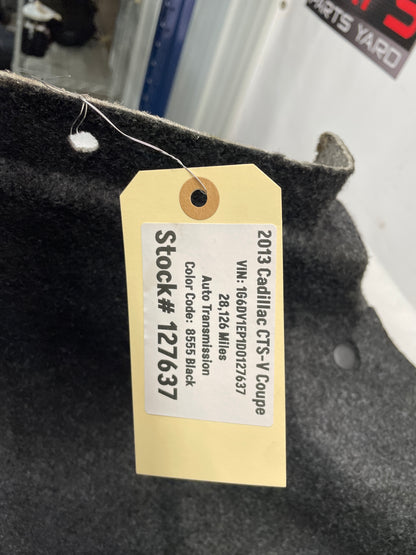 PARTS YARD
2013 Cadillac CTS-V Coupe
VIN: 1G6DV1EP1D0127637
28,126 Miles
Auto Transmission
Color Code: 8555 Black
Stock# 127637